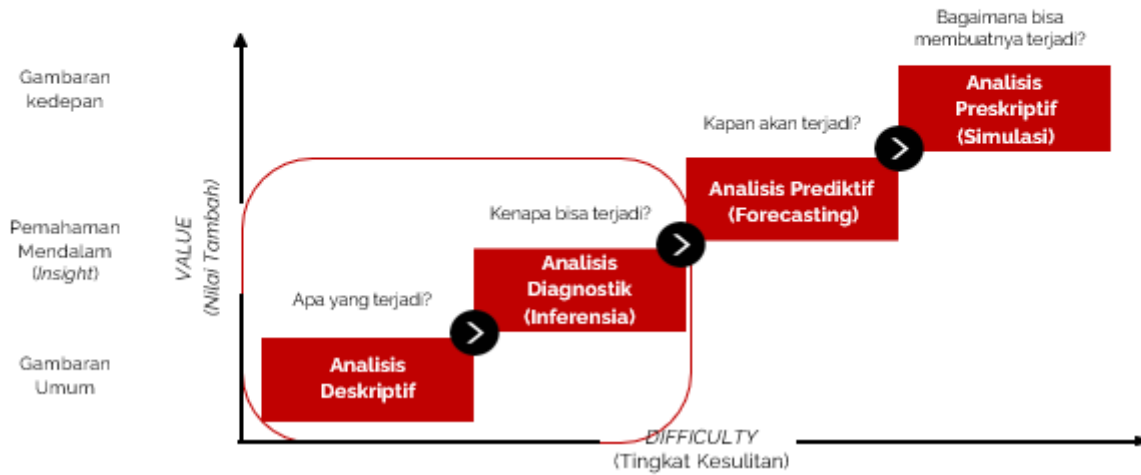 Bagaimana bisa
membuatnya terjadi?
Gambaran
kedepan
Analisis
Preskriptif
(Simulasi)
Kapan akan terjadi?
Analisis Prediktif
(Forecasting)
Kenapa bisa terjadi?
Pemahaman
Mendalam
(Insight)
VALUE
(Nilai Tambah)
Analisis
Diagnostik
(Inferensia)
Apa yang terjadi?
Gambaran
Umum
Analisis
Deskriptif
DIFFICULTY
(Tingkat Kesulitan)